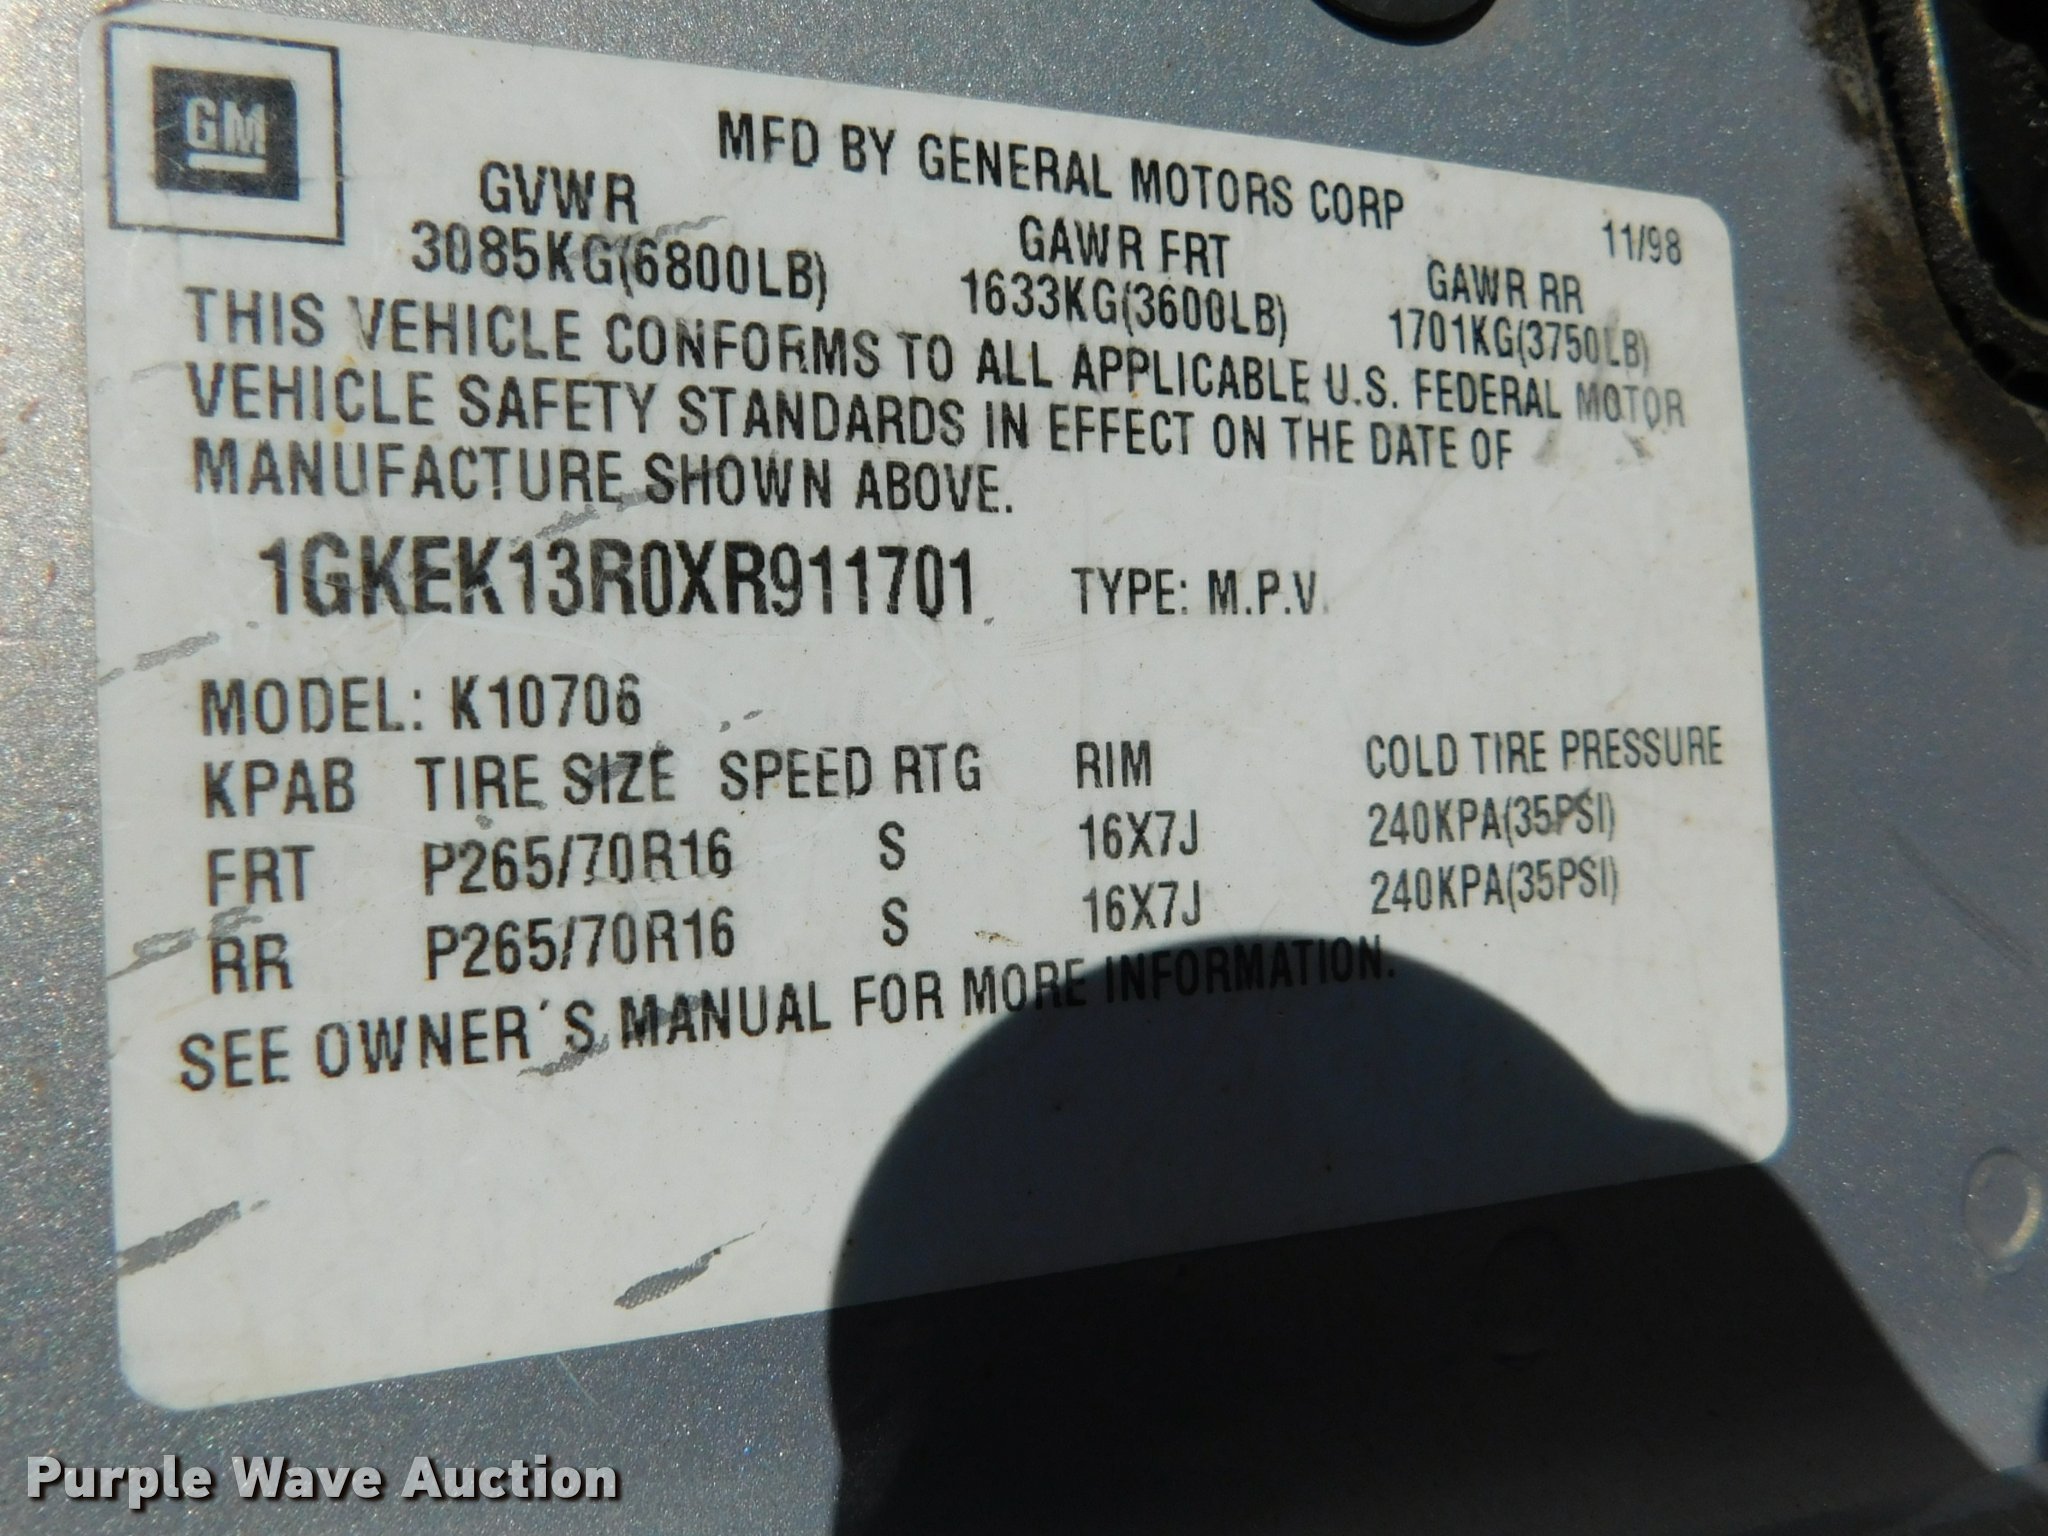 GM
MFD BY GENERAL MOTORS CORP
11/98
GVWR GAWR FRT GAWR RR
3085KG(6800LB) 1633KG(3600LB) 1701KG(3750LB)
THIS VEHICLE CONFORMS TO ALL APPLICABLE U.S. FEDERAL MOTOR
VEHICLE SAFETY STANDARDS IN EFFECT ON THE DATE OF
MANUFACTURE SHOWN ABOVE.
1GKEK13R0XR911701 TYPE: M.P.V.
MODEL: K10706
KPAB TIRE SIZE SPEED RTG RIM COLD TIRE PRESSURE
FRT P265/70R16 S 16X7J 240KPA(35PSI)
RR P265/70R16 S 16X7J 240KPA(35PSI)
SEE OWNER´S MANUAL FOR MORE INFORMATION.
Purple Wave Auction